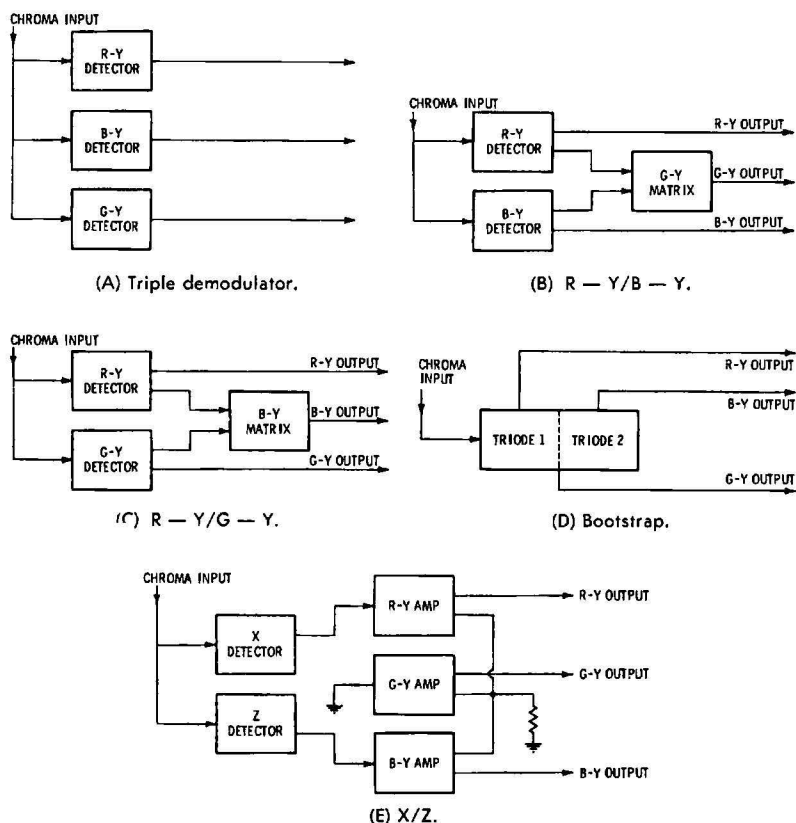 CHROMA INPUT
R-Y
DETECTOR
B-Y
DETECTOR
G-Y
DETECTOR
(A) Triple demodulator.
CHROMA INPUT
R-Y
DETECTOR
B-Y
DETECTOR
G-Y
MATRIX
R-Y OUTPUT
G-Y OUTPUT
B-Y OUTPUT
(B) R — Y/B — Y.
CHROMA INPUT
R-Y
DETECTOR
G-Y
DETECTOR
B-Y
MATRIX
R-Y OUTPUT
B-Y OUTPUT
G-Y OUTPUT
(C) R — Y/G — Y.
CHROMA
INPUT
TRIODE 1
TRIODE 2
R-Y OUTPUT
B-Y OUTPUT
G-Y OUTPUT
(D) Bootstrap.
CHROMA INPUT
X
DETECTOR
Z
DETECTOR
R-Y AMP
G-Y AMP
B-Y AMP
R-Y OUTPUT
G-Y OUTPUT
B-Y OUTPUT
(E) X/Z.